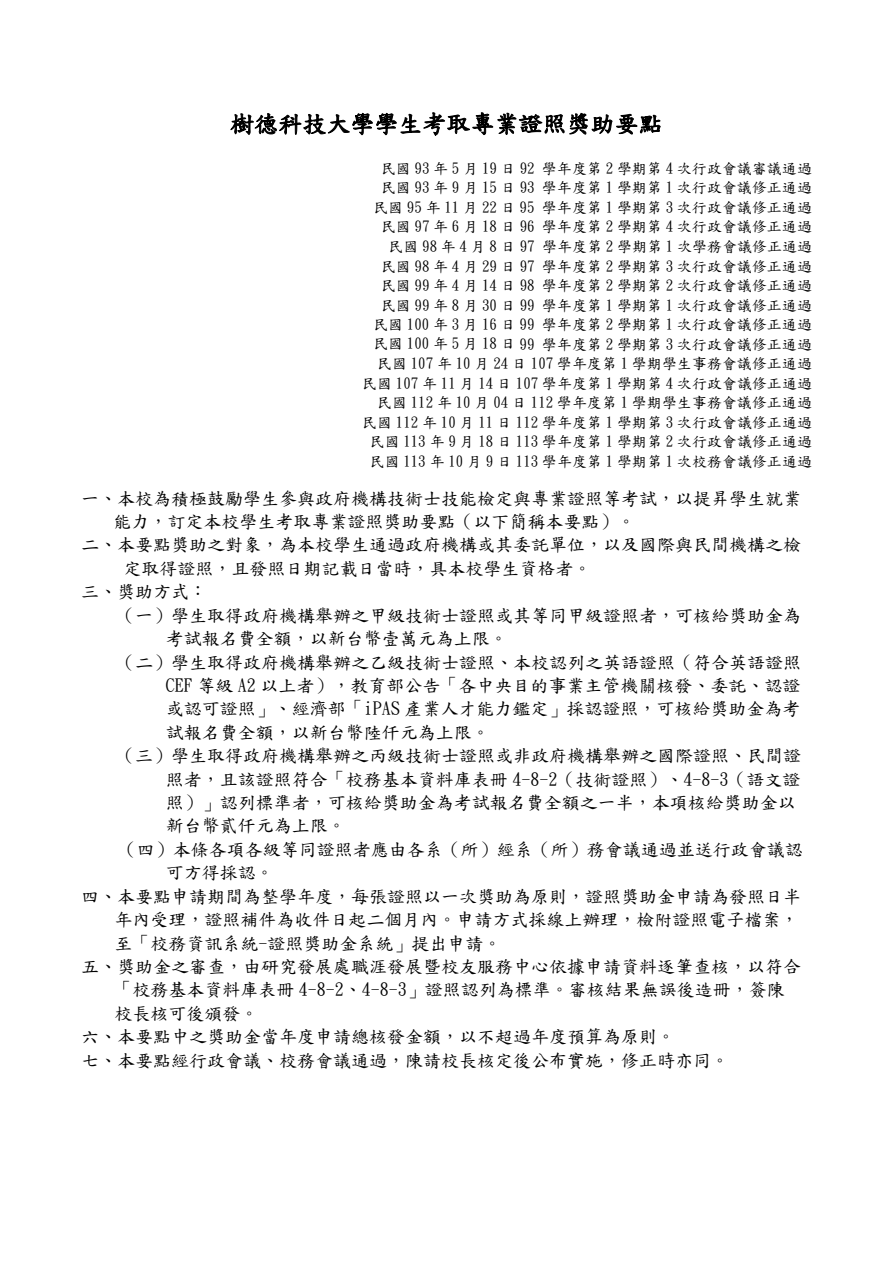 樹德科技大學學生考取專業證照獎助要點
民國 93 年 5 月 19 日 92 學年度第 2 學期第 4 次行政會議審議通過
民國 93 年 9 月 15 日 93 學年度第 1 學期第 1 次行政會議修正通過
民國 95 年 11 月 22 日 95 學年度第 1 學期第 3 次行政會議修正通過
民國 97 年 6 月 18 日 96 學年度第 2 學期第 4 次行政會議修正通過
民國 98 年 4 月 8 日 97 學年度第 2 學期第 1 次學務會議修正通過
民國 98 年 4 月 29 日 97 學年度第 2 學期第 3 次行政會議修正通過
民國 99 年 4 月 14 日 98 學年度第 2 學期第 2 次行政會議修正通過
民國 99 年 8 月 30 日 99 學年度第 1 學期第 1 次行政會議修正通過
民國 100 年 3 月 16 日 99 學年度第 2 學期第 1 次行政會議修正通過
民國 100 年 5 月 18 日 99 學年度第 2 學期第 3 次行政會議修正通過
民國 107 年 10 月 24 日 107 學年度第 1 學期學生事務會議修正通過
民國 107 年 11 月 14 日 107 學年度第 1 學期第 4 次行政會議修正通過
民國 112 年 10 月 04 日 112 學年度第 1 學期學生事務會議修正通過
民國 112 年 10 月 11 日 112 學年度第 1 學期第 3 次行政會議修正通過
民國 113 年 9 月 18 日 113 學年度第 1 學期第 2 次行政會議修正通過
民國 113 年 10 月 9 日 113 學年度第 1 學期第 1 次校務會議修正通過
一、本校為積極鼓勵學生參與政府機構技術士技能檢定與專業證照等考試，以提昇學生就業
能力，訂定本校學生考取專業證照獎助要點（以下簡稱本要點）。
二、本要點獎助之對象，為本校學生通過政府機構或其委託單位，以及國際與民間機構之檢
定取得證照，且發照日期記載日當時，具本校學生資格者。
三、獎助方式：
（一）學生取得政府機構舉辦之甲級技術士證照或其等同甲級證照者，可核給獎助金為
考試報名費全額，以新台幣壹萬元為上限。
（二）學生取得政府機構舉辦之乙級技術士證照、本校認列之英語證照（符合英語證照
CEF 等級 A2 以上者），教育部公告「各中央目的事業主管機關核發、委託、認證
或認可證照」、經濟部「iPAS 產業人才能力鑑定」採認證照，可核給獎助金為考
試報名費全額，以新台幣陸仟元為上限。
（三）學生取得政府機構舉辦之丙級技術士證照或非政府機構舉辦之國際證照、民間證
照者，且該證照符合「校務基本資料庫表冊 4-8-2（技術證照）、4-8-3（語文證
照）」認列標準者，可核給獎助金為考試報名費全額之一半，本項核給獎助金以
新台幣貳仟元為上限。
（四）本條各項各級等同證照者應由各系（所）經系（所）務會議通過並送行政會議認
可方得採認。
四、本要點申請期間為整學年度，每張證照以一次獎助為原則，證照獎助金申請為發照日半
年內受理，證照補件為收件日起二個月內。申請方式採線上辦理，檢附證照電子檔案，
至「校務資訊系統-證照獎助金系統」提出申請。
五、獎助金之審查，由研究發展處職涯發展暨校友服務中心依據申請資料逐筆查核，以符合
「校務基本資料庫表冊 4-8-2、4-8-3」證照認列為標準。審核結果無誤後造冊，簽陳
校長核可後頒發。
六、本要點中之獎助金當年度申請總核發金額，以不超過年度預算為原則。
七、本要點經行政會議、校務會議通過，陳請校長核定後公布實施，修正時亦同。